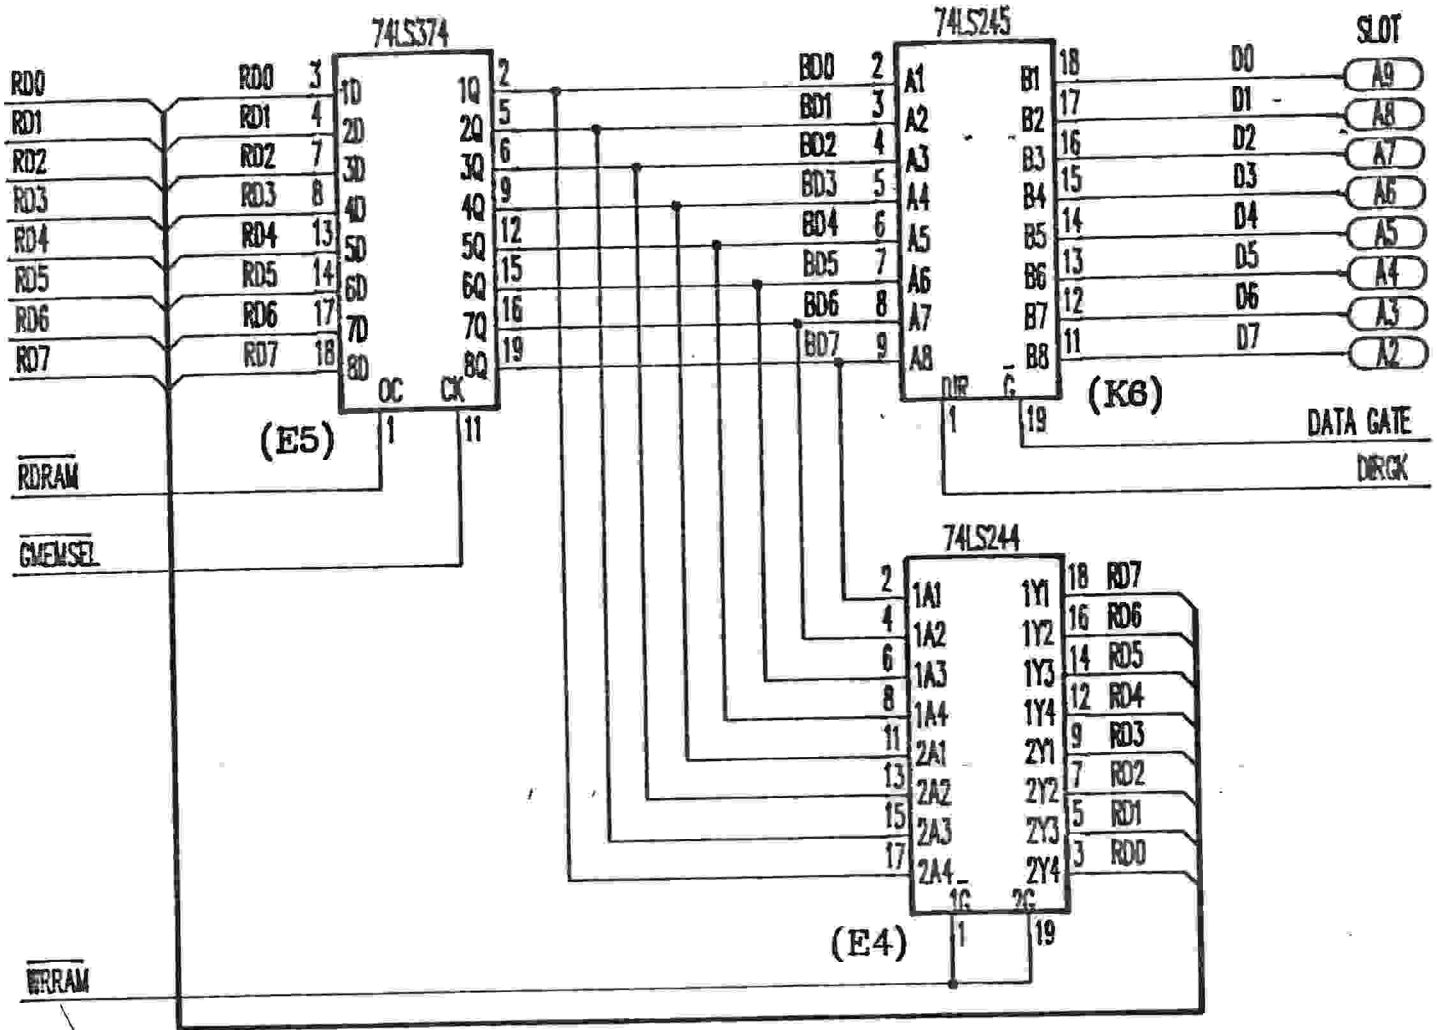 74LS374
74LS245
SLOT
RD0 RD0 3 1D 1Q 2 BD0 2 A1 B1 18 D0 A9
RD1 RD1 4 2D 2Q 5 BD1 3 A2 B2 17 D1 A8
RD2 RD2 7 3D 3Q 6 BD2 4 A3 B3 16 D2 A7
RD3 RD3 8 4D 4Q 9 BD3 5 A4 B4 15 D3 A6
RD4 RD4 13 5D 5Q 12 BD4 6 A5 B5 14 D4 A5
RD5 RD5 14 6D 6Q 15 BD5 7 A6 B6 13 D5 A4
RD6 RD6 17 7D 7Q 16 BD6 8 A7 B7 12 D6 A3
RD7 RD7 18 8D 8Q 19 BD7 9 A8 B8 11 D7 A2
OC CK DIR G
(E5) 1 11 1 19 (K6)
DATA GATE
RDRAM
DIRGK
GMEMSEL
74LS244
2 1A1 1Y1 18 RD7
4 1A2 1Y2 16 RD6
6 1A3 1Y3 14 RD5
8 1A4 1Y4 12 RD4
11 2A1 2Y1 9 RD3
13 2A2 2Y2 7 RD2
15 2A3 2Y3 5 RD1
17 2A4 2Y4 3 RD0
1G 2G
(E4) 1 19
WRRAM